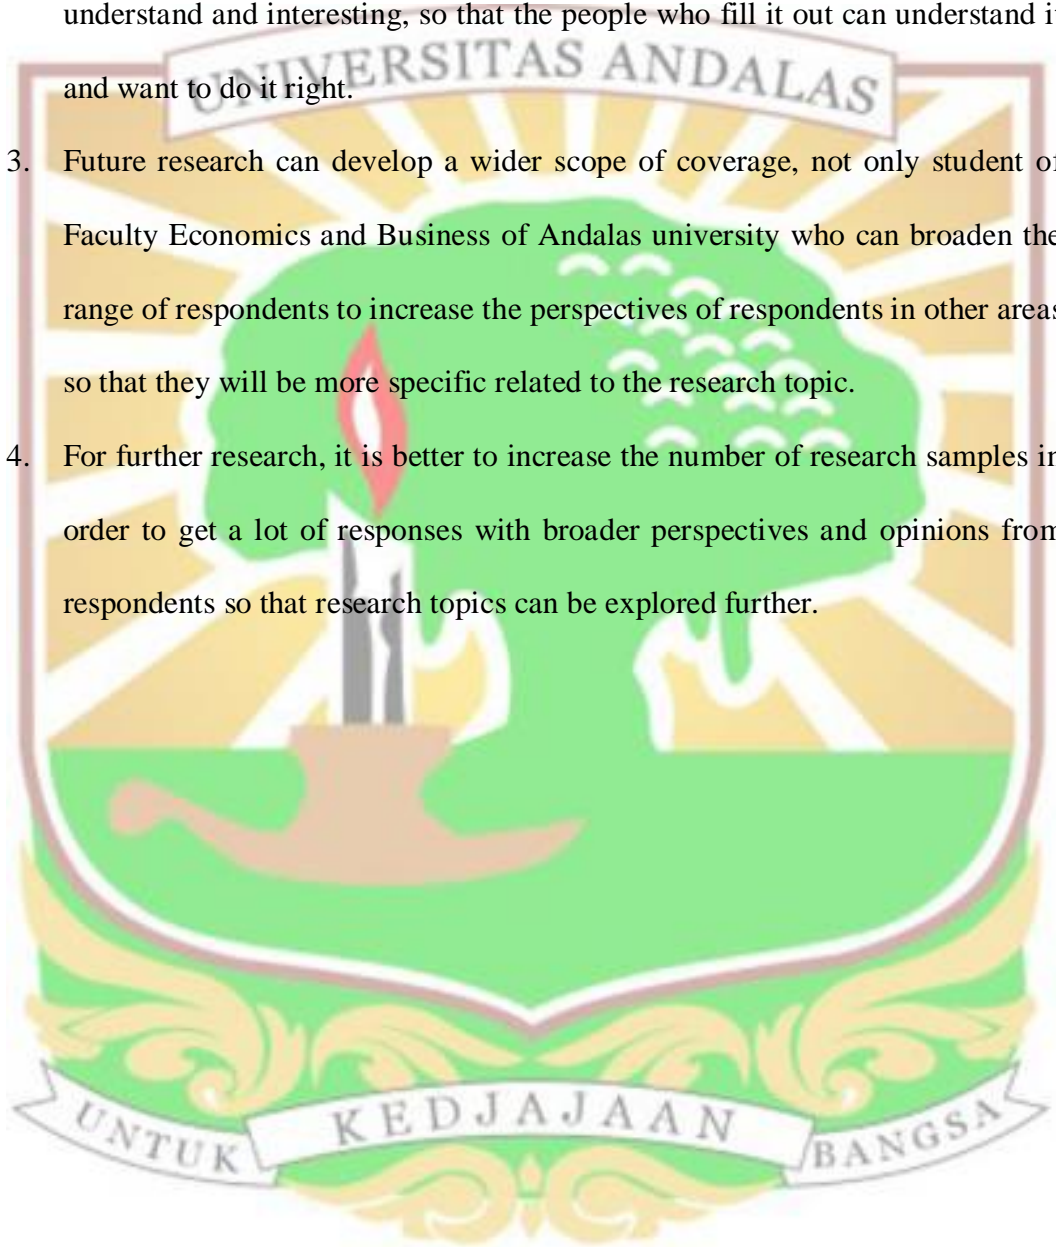 understand and interesting, so that the people who fill it out can understand it
UNIVERSITAS ANDALAS
and want to do it right.
3. Future research can develop a wider scope of coverage, not only student of
Faculty Economics and Business of Andalas university who can broaden the
range of respondents to increase the perspectives of respondents in other areas
so that they will be more specific related to the research topic.
4. For further research, it is better to increase the number of research samples in
order to get a lot of responses with broader perspectives and opinions from
respondents so that research topics can be explored further.
UNTUK KEDJAJAAN BANGSA